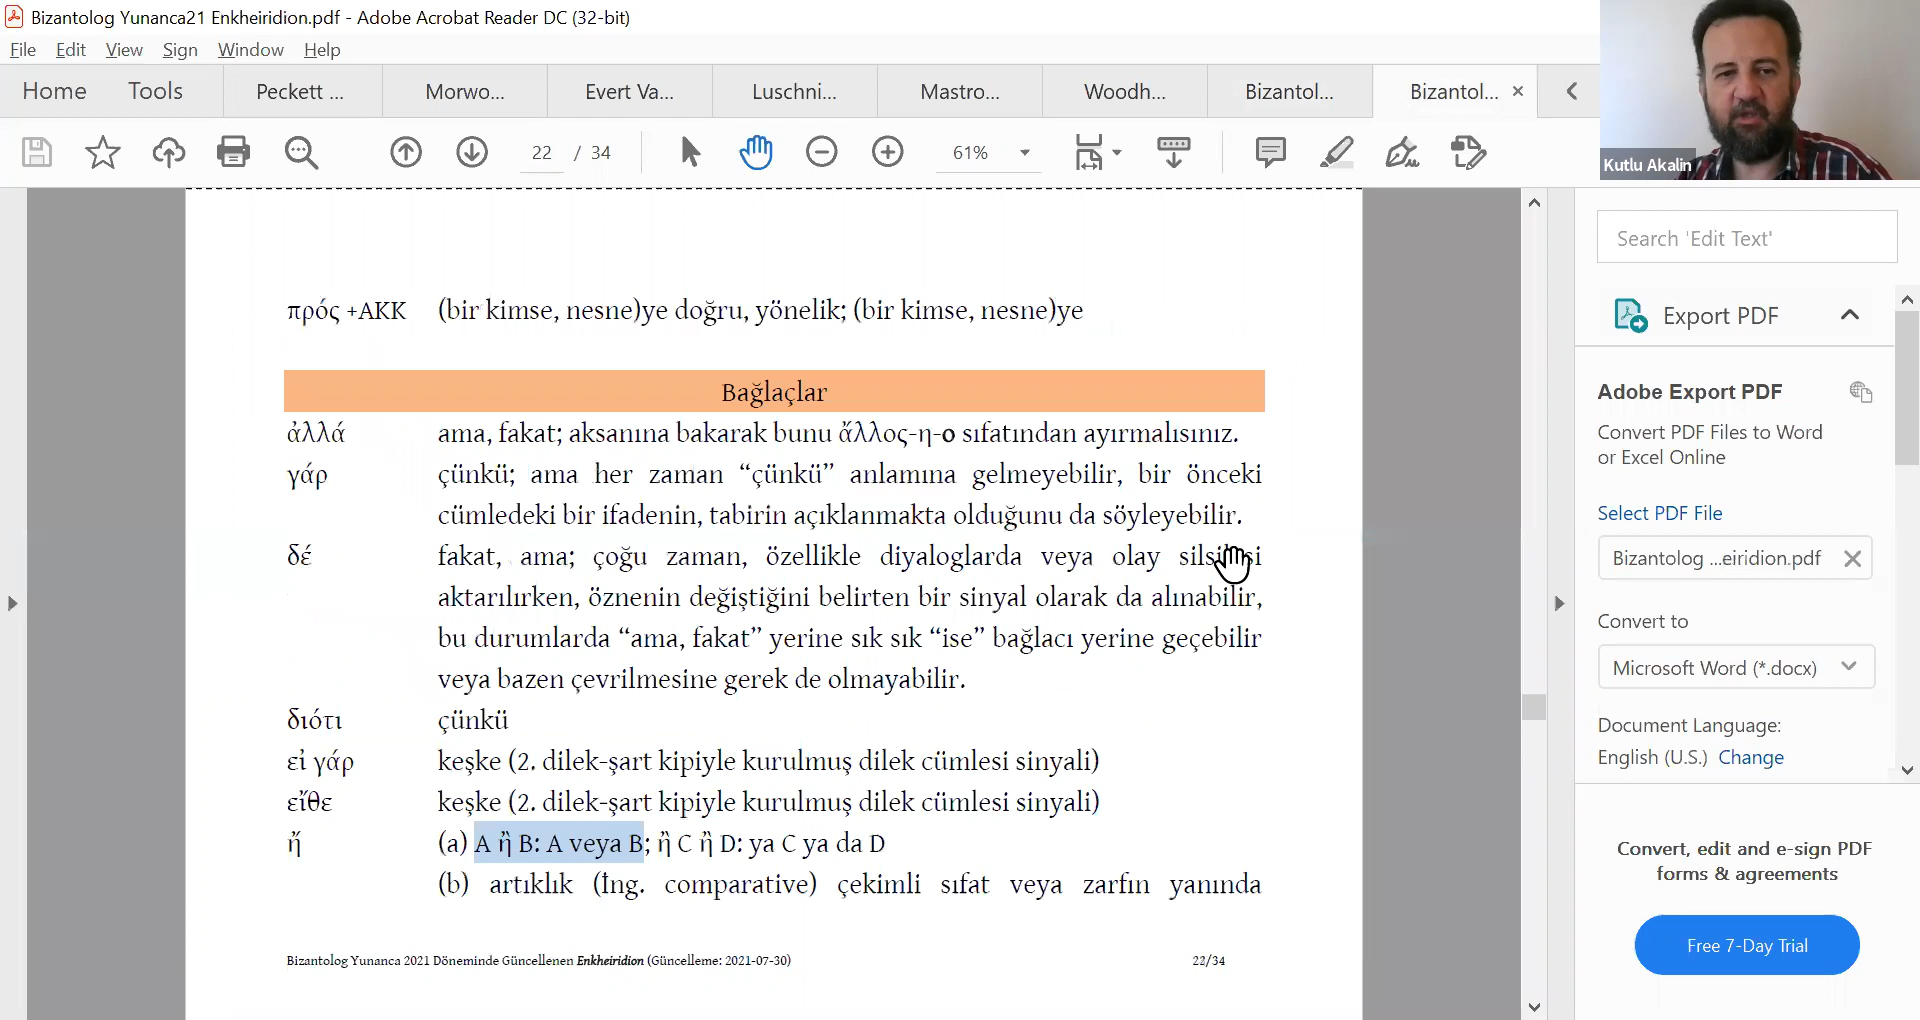 Bizantolog Yunanca21 Enkheiridion.pdf - Adobe Acrobat Reader DC (32-bit)
File Edit View Sign Window Help
Home Tools Peckett ... Morwo... Evert Va... Luschni... Mastro... Woodh... Bizantol... Bizantol... ×
22 / 34 61%
Kutlu Akalin
πρός +AKK (bir kimse, nesne)ye doğru, yönelik; (bir kimse, nesne)ye
Bağlaçlar
ἀλλά ama, fakat; aksanına bakarak bunu ἄλλος-η-ο sıfatından ayırmalısınız.
γάρ çünkü; ama her zaman “çünkü” anlamına gelmeyebilir, bir önceki
cümledeki bir ifadenin, tabirin açıklanmakta olduğunu da söyleyebilir.
δέ fakat, ama; çoğu zaman, özellikle diyaloglarda veya olay silsilesi
aktarılırken, öznenin değiştiğini belirten bir sinyal olarak da alınabilir,
bu durumlarda “ama, fakat” yerine sık sık “ise” bağlacı yerine geçebilir
veya bazen çevrilmesine gerek de olmayabilir.
διότι çünkü
εἰ γάρ keşke (2. dilek-şart kipiyle kurulmuş dilek cümlesi sinyali)
εἴθε keşke (2. dilek-şart kipiyle kurulmuş dilek cümlesi sinyali)
ἤ (a) A ἢ B: A veya B; ἢ C ἢ D: ya C ya da D
(b) artıklık (İng. comparative) çekimli sıfat veya zarfın yanında
Bizantolog Yunanca 2021 Döneminde Güncellenen Enkheiridion (Güncelleme: 2021-07-30) 22/34
Search 'Edit Text'
Export PDF
Adobe Export PDF
Convert PDF Files to Word
or Excel Online
Select PDF File
Bizantolog ...eiridion.pdf
Convert to
Microsoft Word (*.docx)
Document Language:
English (U.S.) Change
Convert, edit and e-sign PDF
forms & agreements
Free 7-Day Trial